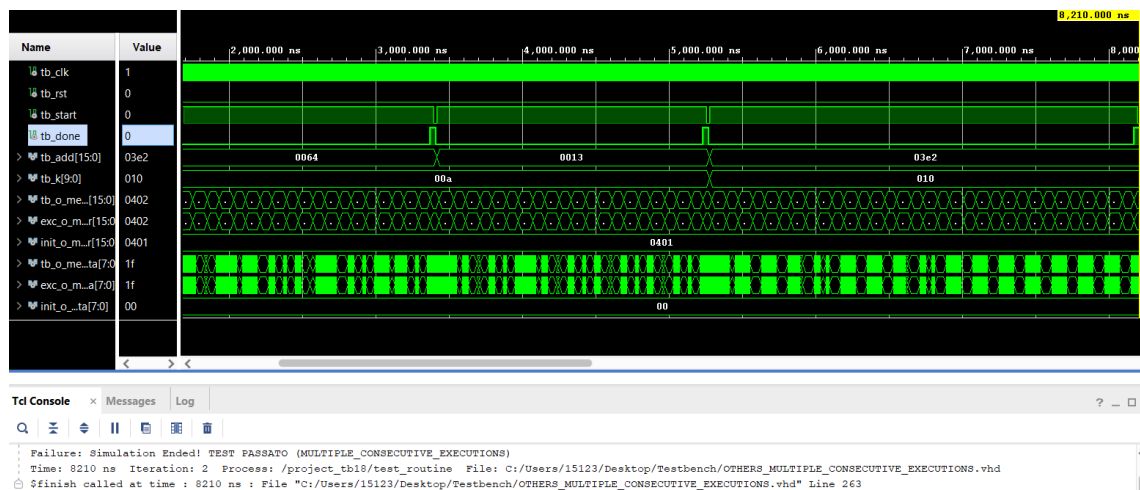 8,210.000 ns
Name Value
2,000.000 ns 3,000.000 ns 4,000.000 ns 5,000.000 ns 6,000.000 ns 7,000.000 ns 8,000
tb_clk 1
tb_rst 0
tb_start 0
tb_done 0
> tb_add[15:0] 03e2 0064 0013 03e2
> tb_k[9:0] 010 00a 010
> tb_o_me...[15:0] 0402
> exc_o_m...r[15:0 0402
> init_o_m...r[15:0 0401 0401
> tb_o_me...ta[7:0 1f
> exc_o_m...a[7:0] 1f
> init_o_...ta[7:0] 00 00
Tcl Console × Messages Log ? _ □
Failure: Simulation Ended! TEST PASSATO (MULTIPLE_CONSECUTIVE_EXECUTIONS)
Time: 8210 ns Iteration: 2 Process: /project_tb18/test_routine File: C:/Users/15123/Desktop/Testbench/OTHERS_MULTIPLE_CONSECUTIVE_EXECUTIONS.vhd
$finish called at time : 8210 ns : File "C:/Users/15123/Desktop/Testbench/OTHERS_MULTIPLE_CONSECUTIVE_EXECUTIONS.vhd" Line 263